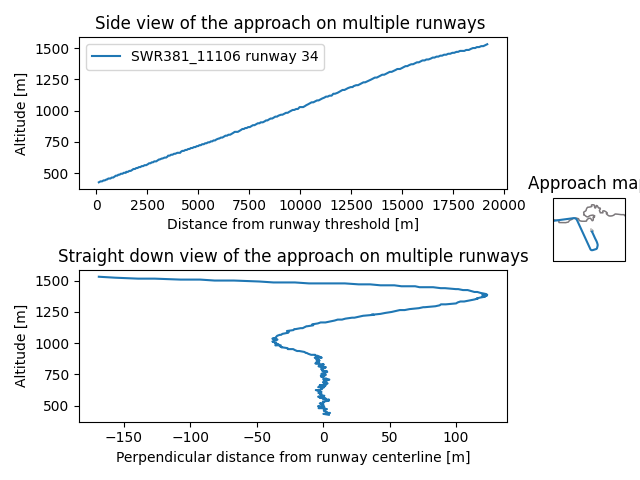 Side view of the approach on multiple runways
1500
1250
1000
750
500
Altitude [m]
SWR381_11106 runway 34
0 2500 5000 7500 10000 12500 15000 17500 20000
Distance from runway threshold [m]
Approach map
Straight down view of the approach on multiple runways
1500
1250
1000
750
500
Altitude [m]
−150 −100 −50 0 50 100
Perpendicular distance from runway centerline [m]